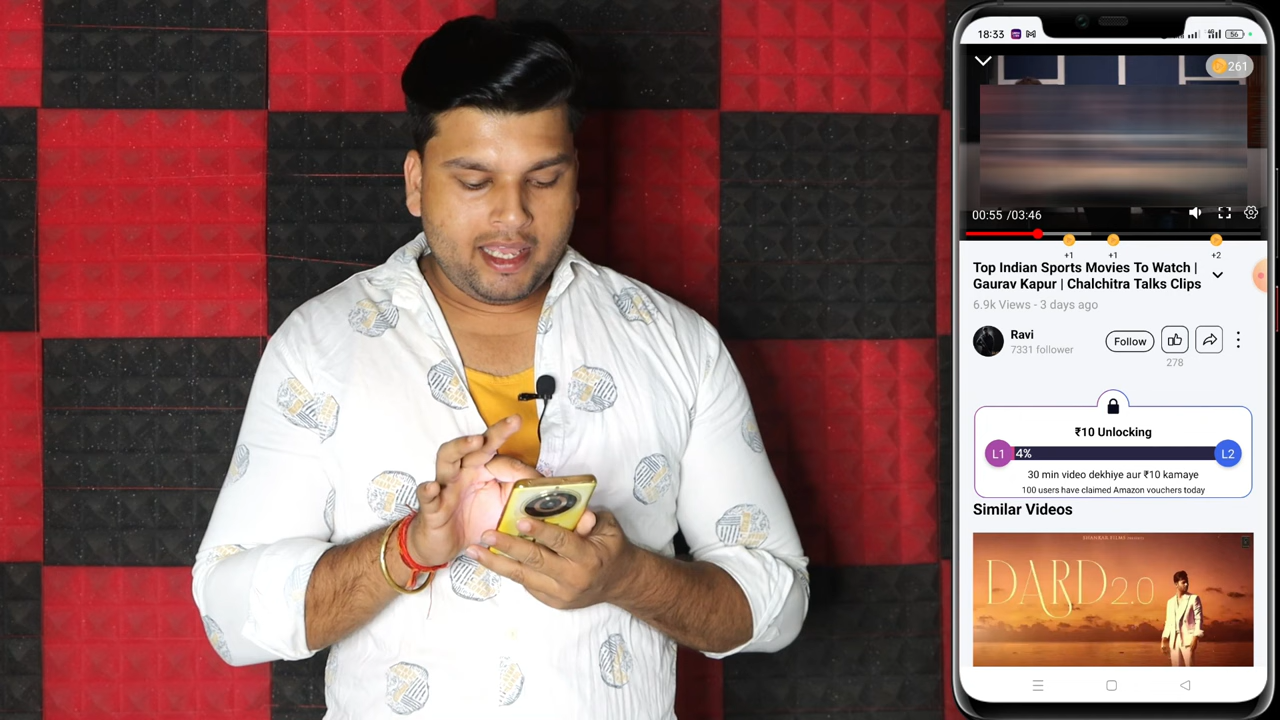 18:33
56
261
00:55 /03:46
+1
+1
+2
Top Indian Sports Movies To Watch |
Gaurav Kapur | Chalchitra Talks Clips
6.9k Views - 3 days ago
Ravi
7331 follower
Follow
278
₹10 Unlocking
L1
4%
L2
30 min video dekhiye aur ₹10 kamaye
100 users have claimed Amazon vouchers today
Similar Videos
DARD 2.0